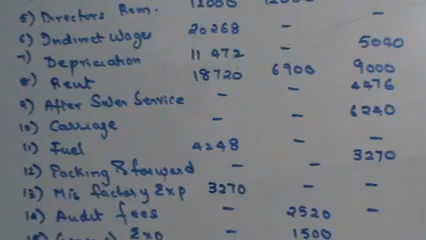 5) Directors Rem. 12000
6) Indirect Wages 20268 - -
7) Depreciation 11472 - 5040
8) Rent 18720 6900 9000
9) After Sales Service - - 4476
10) Carriage - - 6240
11) Fuel 4248 - -
12) Packing & forward - - 3270
13) Mis factory Exp 3270 - -
14) Audit fees - 2520 -
Exp - 1500